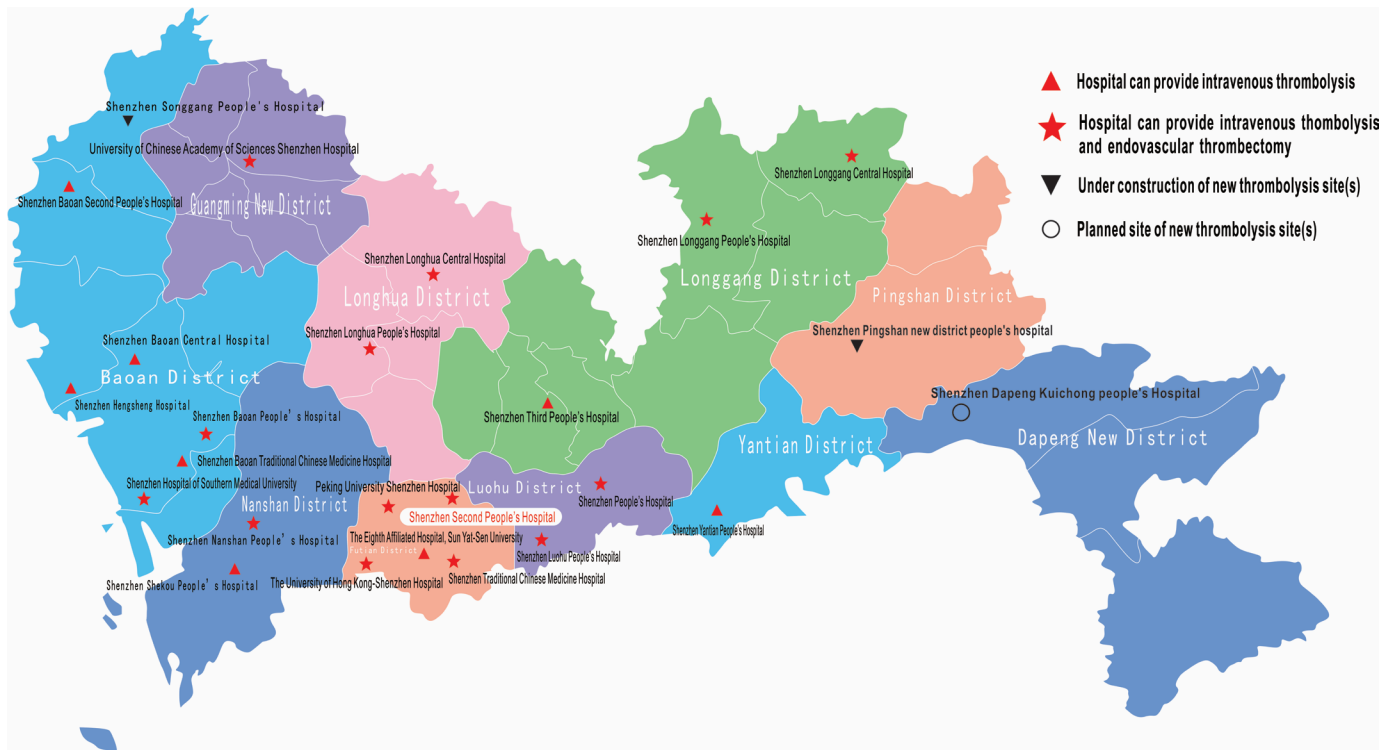 Hospital can provide intravenous thrombolysis
Hospital can provide intravenous thombolysis
and endovascular thrombectomy
Under construction of new thrombolysis site(s)
Planned site of new thrombolysis site(s)
Shenzhen Songgang People's Hospital
University of Chinese Academy of Sciences Shenzhen Hospital
Shenzhen Baoan Second People's Hospital
Guangming New District
Shenzhen Longgang Central Hospital
Shenzhen Longgang People's Hospital
Longgang District
Shenzhen Longhua Central Hospital
Longhua District
Pingshan District
Shenzhen Longhua People's Hospital
Shenzhen Pingshan new district people's hospital
Shenzhen Baoan Central Hospital
Baoan District
Shenzhen Hengsheng Hospital
Shenzhen Baoan People's Hospital
Shenzhen Third People's Hospital
Shenzhen Dapeng Kuichong people's Hospital
Dapeng New District
Yantian District
Shenzhen Baoan Traditional Chinese Medicine Hospital
Shenzhen Hospital of Southern Medical University
Peking University Shenzhen Hospital
Luohu District
Nanshan District
Shenzhen People's Hospital
Shenzhen Second People's Hospital
Shenzhen Nanshan People's Hospital
The Eighth Affiliated Hospital, Sun Yat-Sen University
Futian District
Shenzhen Yantian People's Hospital
Shenzhen Luohu People's Hospital
Shenzhen Shekou People's Hospital
The University of Hong Kong-Shenzhen Hospital
Shenzhen Traditional Chinese Medicine Hospital